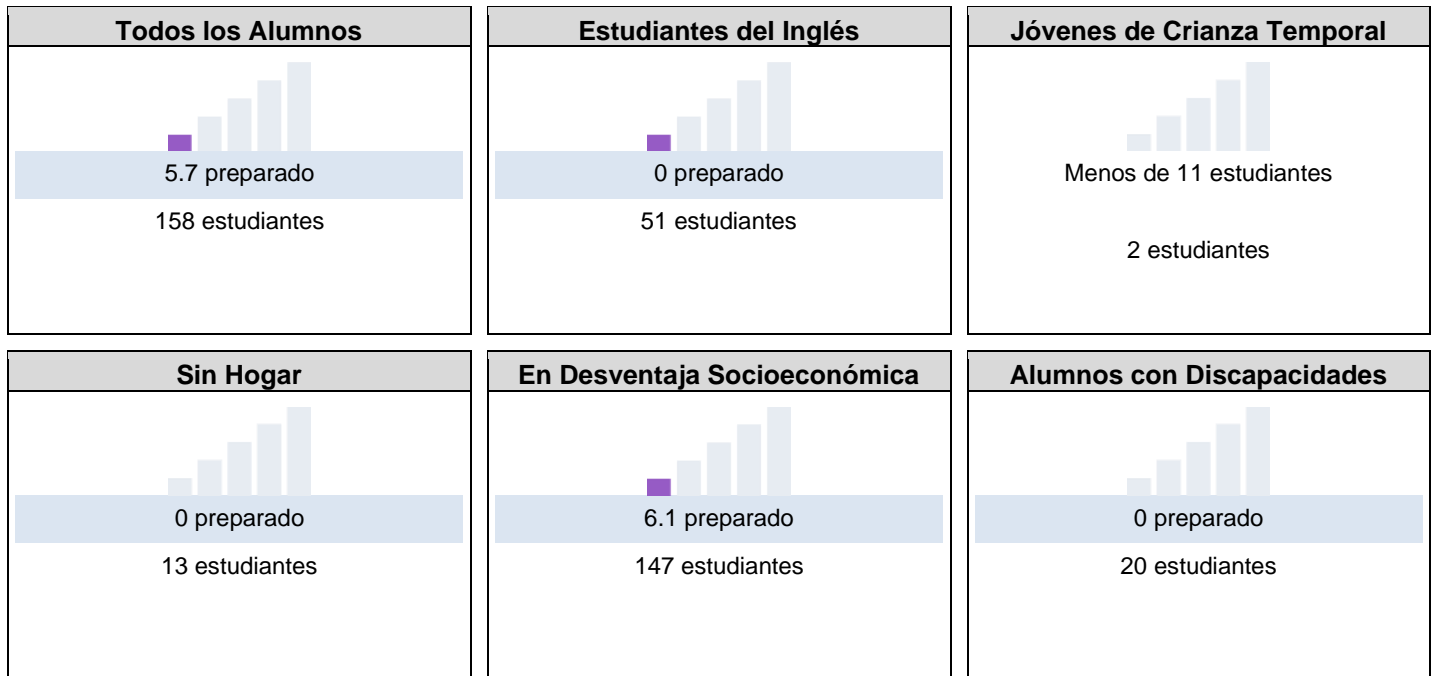 Todos los Alumnos
5.7 preparado
158 estudiantes
Estudiantes del Inglés
0 preparado
51 estudiantes
Jóvenes de Crianza Temporal
Menos de 11 estudiantes
2 estudiantes
Sin Hogar
0 preparado
13 estudiantes
En Desventaja Socioeconómica
6.1 preparado
147 estudiantes
Alumnos con Discapacidades
0 preparado
20 estudiantes